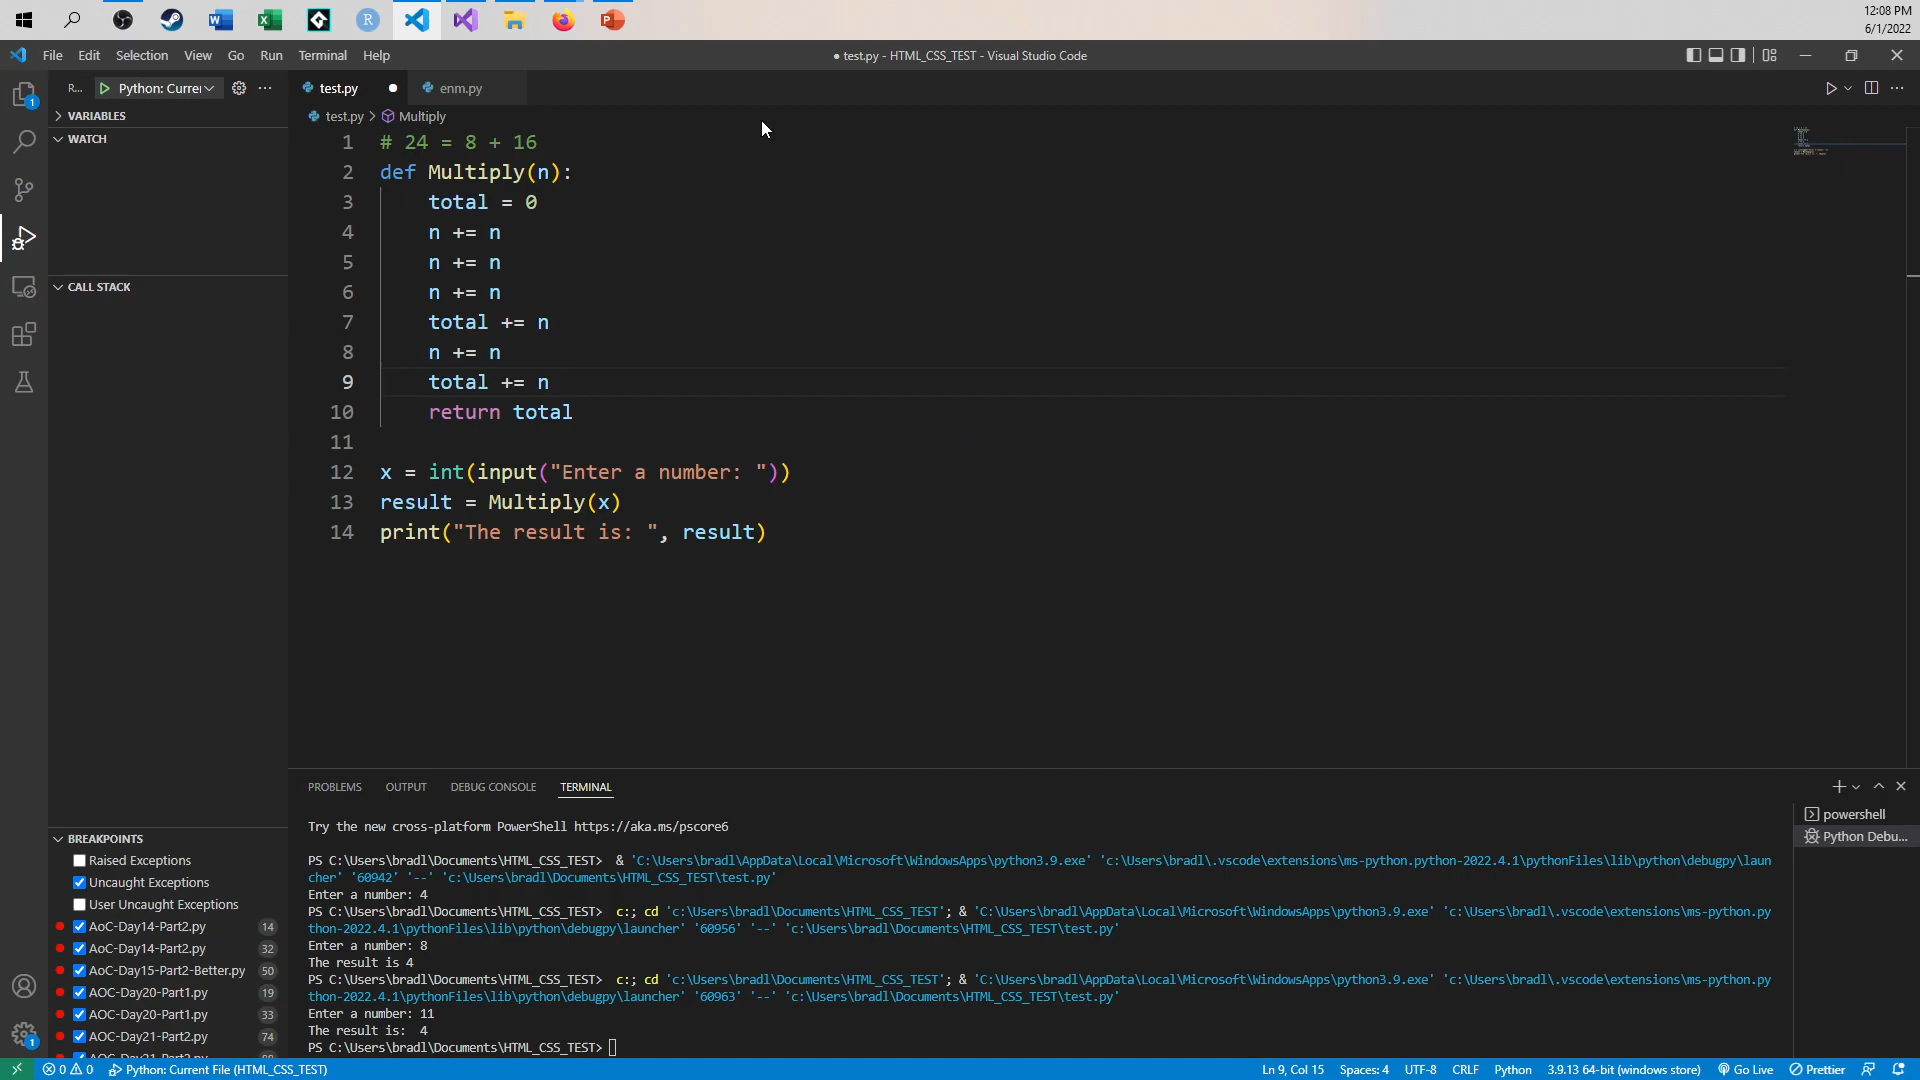 12:08 PM
6/1/2022
File Edit Selection View Go Run Terminal Help
● test.py - HTML_CSS_TEST - Visual Studio Code
R... Python: Currer
test.py
enm.py
VARIABLES
WATCH
CALL STACK
test.py > Multiply
1 # 24 = 8 + 16
2 def Multiply(n):
3 total = 0
4 n += n
5 n += n
6 n += n
7 total += n
8 n += n
9 total += n
10 return total
11
12 x = int(input("Enter a number: "))
13 result = Multiply(x)
14 print("The result is: ", result)
BREAKPOINTS
Raised Exceptions
Uncaught Exceptions
User Uncaught Exceptions
AoC-Day14-Part2.py 14
AoC-Day14-Part2.py 32
AoC-Day15-Part2-Better.py 50
AOC-Day20-Part1.py 19
AOC-Day20-Part1.py 33
AOC-Day21-Part2.py 74
PROBLEMS OUTPUT DEBUG CONSOLE TERMINAL
powershell
Python Debu...
Try the new cross-platform PowerShell https://aka.ms/pscore6
PS C:\Users\bradl\Documents\HTML_CSS_TEST> & 'C:\Users\bradl\AppData\Local\Microsoft\WindowsApps\python3.9.exe' 'c:\Users\bradl\.vscode\extensions\ms-python.python-2022.4.1\pythonFiles\lib\python\debugpy\laun
cher' '60942' '--' 'c:\Users\bradl\Documents\HTML_CSS_TEST\test.py'
Enter a number: 4
PS C:\Users\bradl\Documents\HTML_CSS_TEST> c:; cd 'c:\Users\bradl\Documents\HTML_CSS_TEST'; & 'C:\Users\bradl\AppData\Local\Microsoft\WindowsApps\python3.9.exe' 'c:\Users\bradl\.vscode\extensions\ms-python.py
thon-2022.4.1\pythonFiles\lib\python\debugpy\launcher' '60956' '--' 'c:\Users\bradl\Documents\HTML_CSS_TEST\test.py'
Enter a number: 8
The result is 4
PS C:\Users\bradl\Documents\HTML_CSS_TEST> c:; cd 'c:\Users\bradl\Documents\HTML_CSS_TEST'; & 'C:\Users\bradl\AppData\Local\Microsoft\WindowsApps\python3.9.exe' 'c:\Users\bradl\.vscode\extensions\ms-python.py
thon-2022.4.1\pythonFiles\lib\python\debugpy\launcher' '60963' '--' 'c:\Users\bradl\Documents\HTML_CSS_TEST\test.py'
Enter a number: 11
The result is: 4
PS C:\Users\bradl\Documents\HTML_CSS_TEST>
0 0 Python: Current File (HTML_CSS_TEST)
Ln 9, Col 15 Spaces: 4 UTF-8 CRLF Python 3.9.13 64-bit (windows store) Go Live Prettier